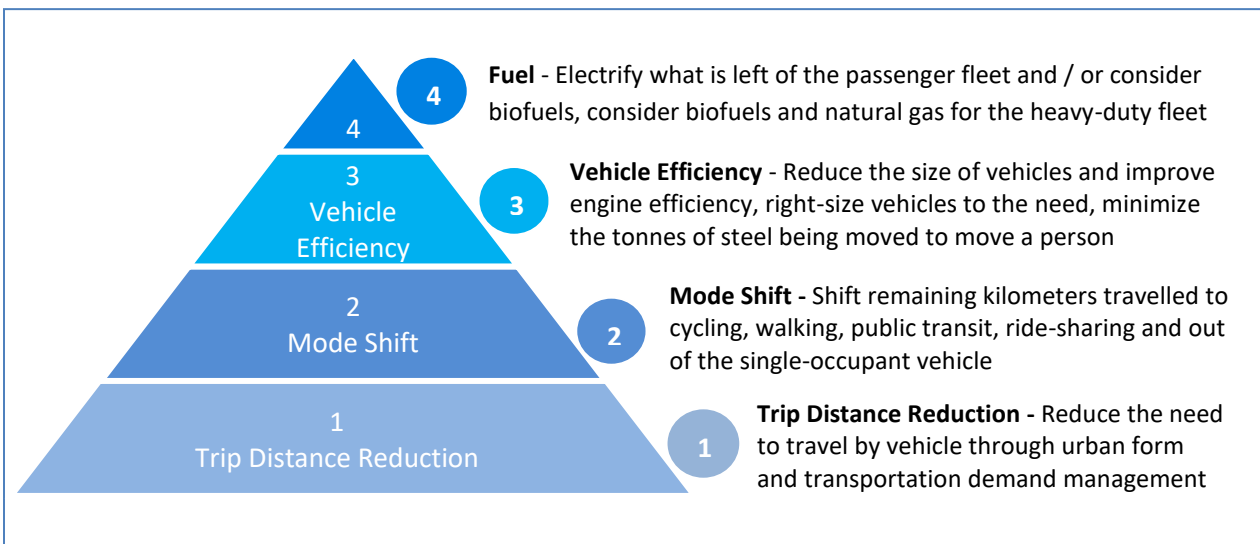 4
Fuel - Electrify what is left of the passenger fleet and / or consider
biofuels, consider biofuels and natural gas for the heavy-duty fleet
4
3
Vehicle
Efficiency
3
Vehicle Efficiency - Reduce the size of vehicles and improve
engine efficiency, right-size vehicles to the need, minimize
the tonnes of steel being moved to move a person
2
Mode Shift
2
Mode Shift - Shift remaining kilometers travelled to
cycling, walking, public transit, ride-sharing and out
of the single-occupant vehicle
1
Trip Distance Reduction
1
Trip Distance Reduction - Reduce the need
to travel by vehicle through urban form
and transportation demand management